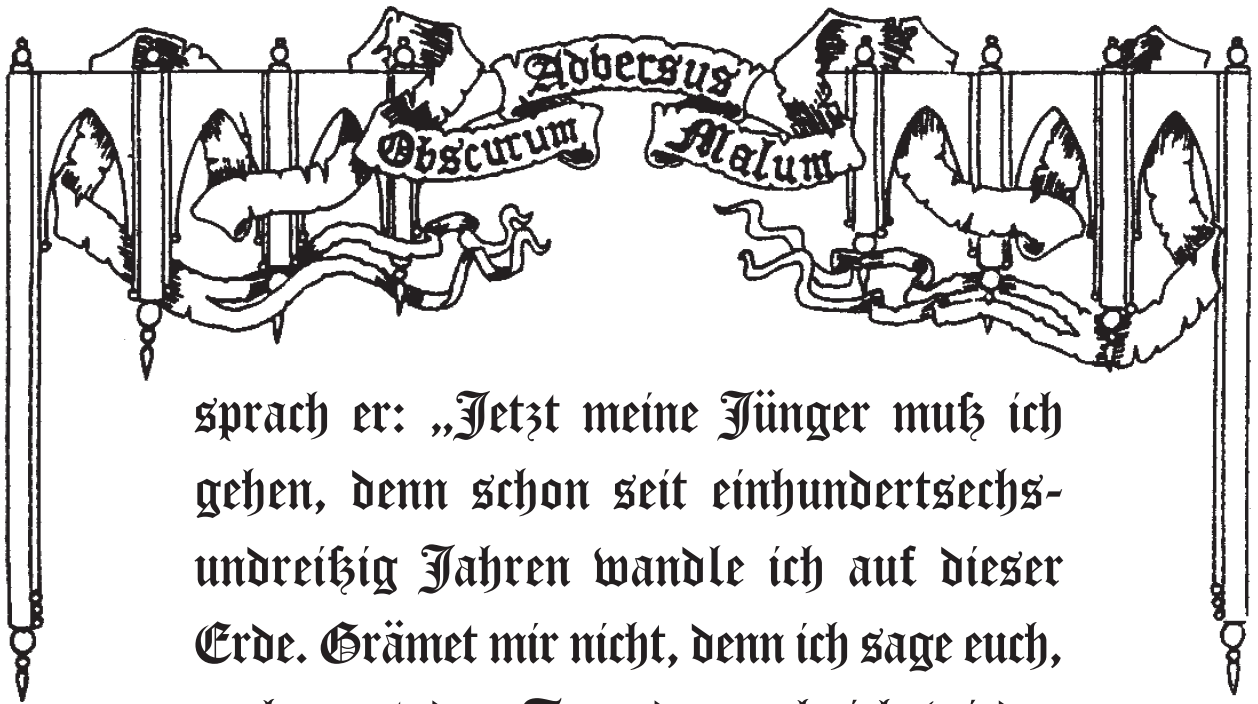 Adversus
Obscurum Malum
sprach er: „Jetzt meine Jünger muß ich
gehen, denn schon seit einhundertsechs-
undreißig Jahren wandle ich auf dieser
Erde. Grämet mir nicht, denn ich sage euch,